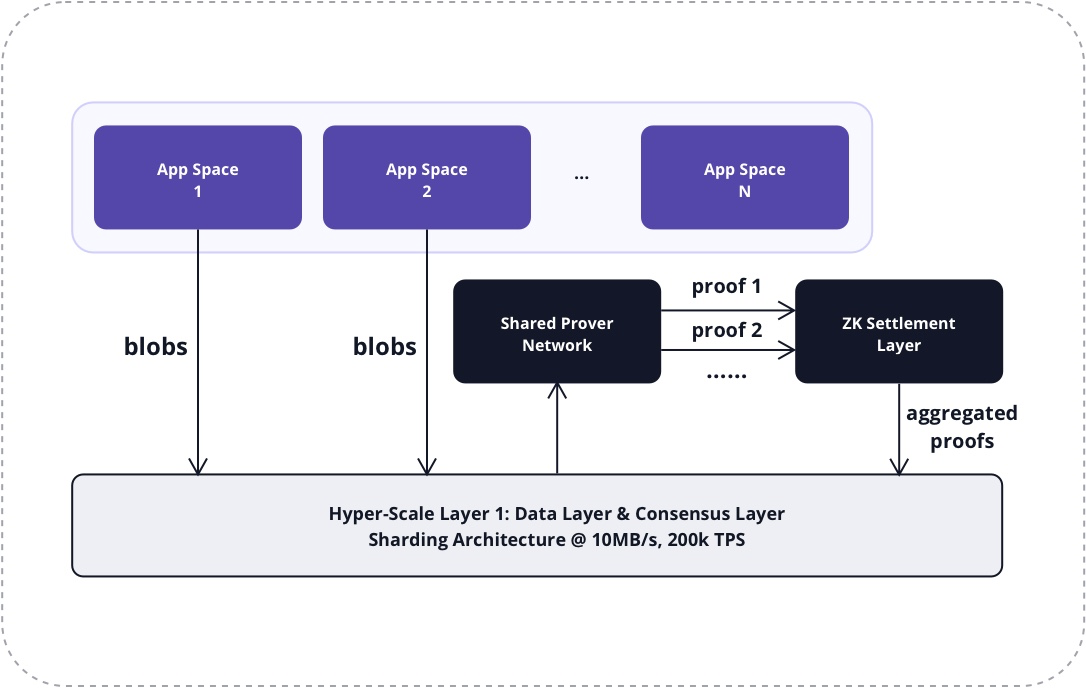 App Space
1
App Space
2
...
App Space
N
blobs
blobs
Shared Prover
Network
proof 1
proof 2
......
ZK Settlement
Layer
aggregated
proofs
Hyper-Scale Layer 1: Data Layer & Consensus Layer
Sharding Architecture @ 10MB/s, 200k TPS